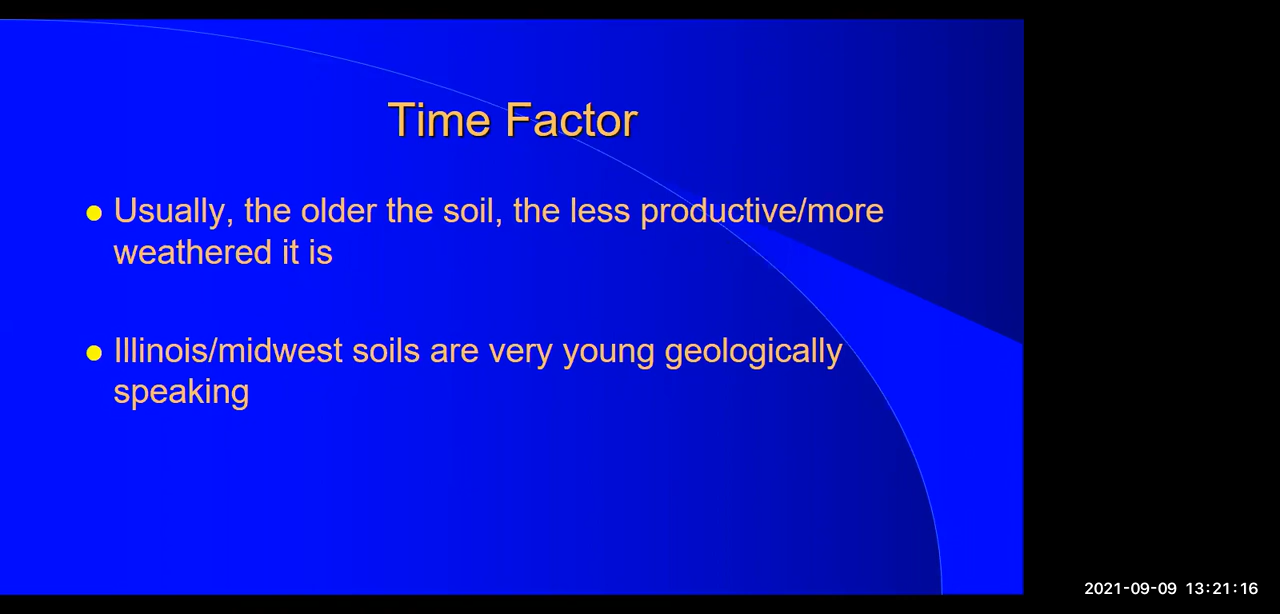 Time Factor
Usually, the older the soil, the less productive/more
weathered it is
Illinois/midwest soils are very young geologically
speaking
2021-09-09 13:21:16